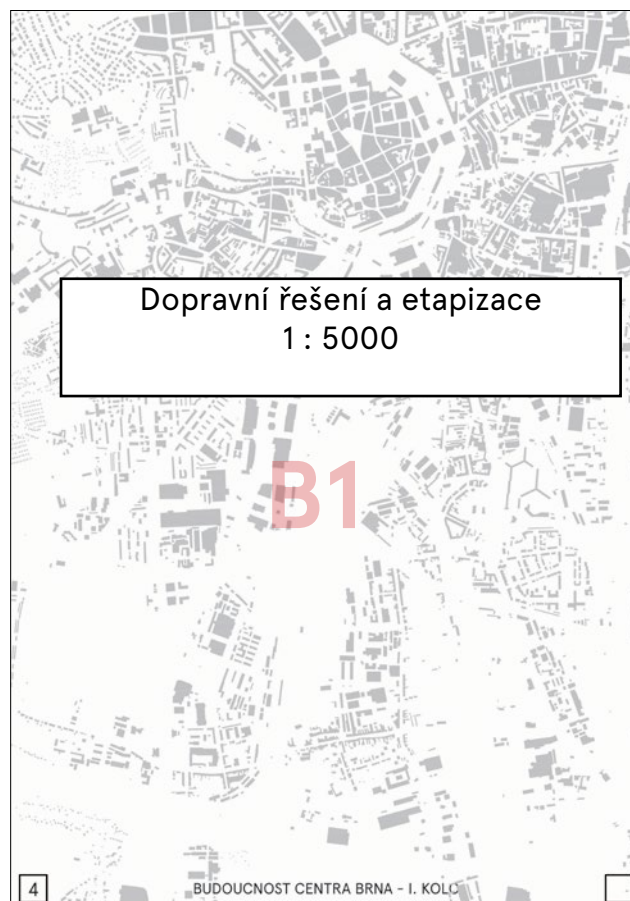 Dopravní řešení a etapizace
1 : 5000
B1
4
BUDOUCNOST CENTRA BRNA - I. KOLO